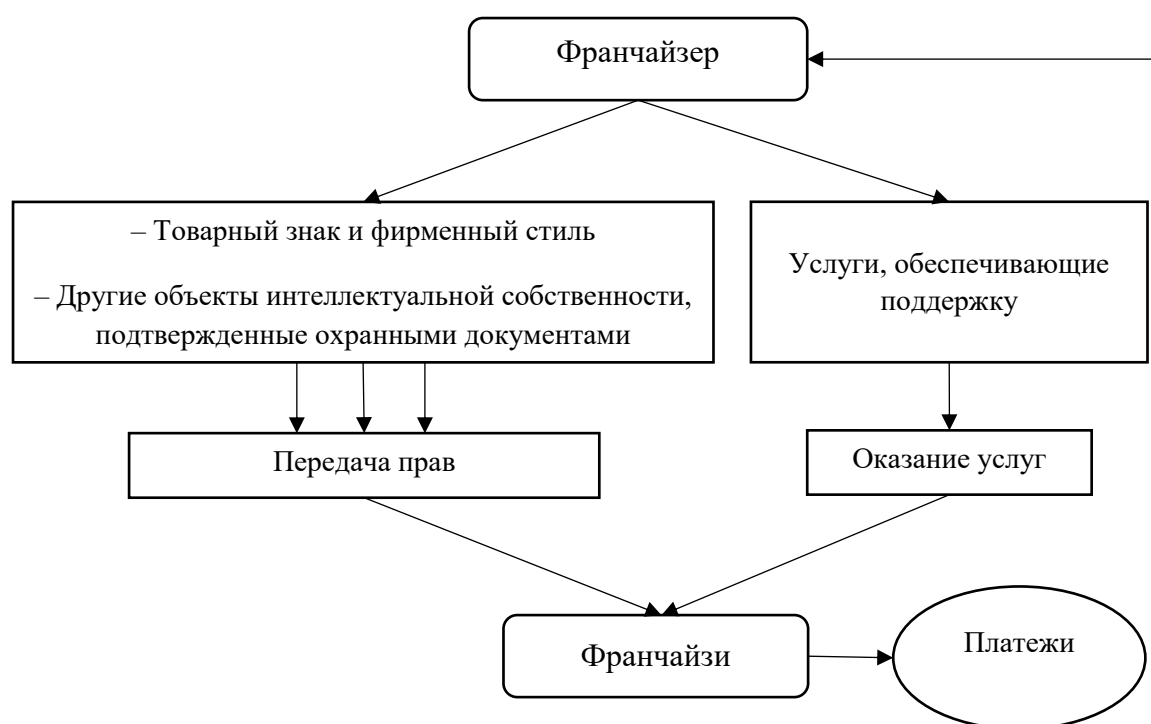 Франчайзер
– Товарный знак и фирменный стиль
– Другие объекты интеллектуальной собственности,
подтвержденные охранными документами
Услуги, обеспечивающие
поддержку
Передача прав
Оказание услуг
Франчайзи
Платежи